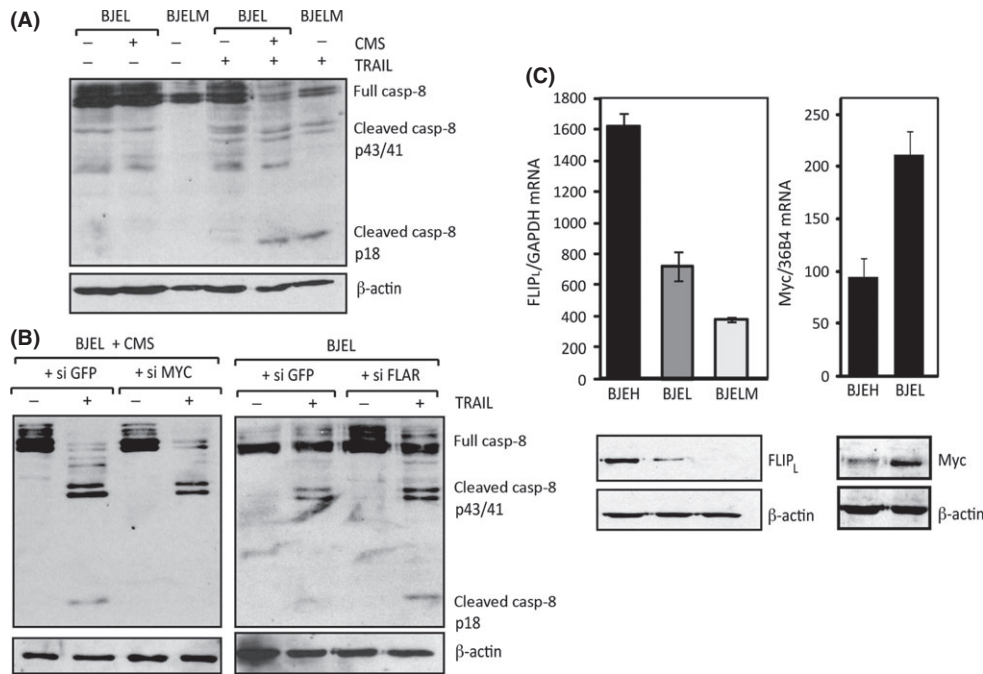 (A)
BJEL BJELM BJEL BJELM
– + – – + – CMS
– – – + + + TRAIL
Full casp-8
Cleaved casp-8
p43/41
Cleaved casp-8
p18
β-actin
(B)
BJEL + CMS
+ si GFP + si MYC
– + – +
BJEL
+ si GFP + si FLAR
– + – + TRAIL
Full casp-8
Cleaved casp-8
p43/41
Cleaved casp-8
p18
β-actin
(C)
FLIPL/GAPDH mRNA
1800
1600
1400
1200
1000
800
600
400
200
0
BJEH BJEL BJELM
Myc/36B4 mRNA
250
200
150
100
50
0
BJEH BJEL
FLIPL
β-actin
Myc
β-actin